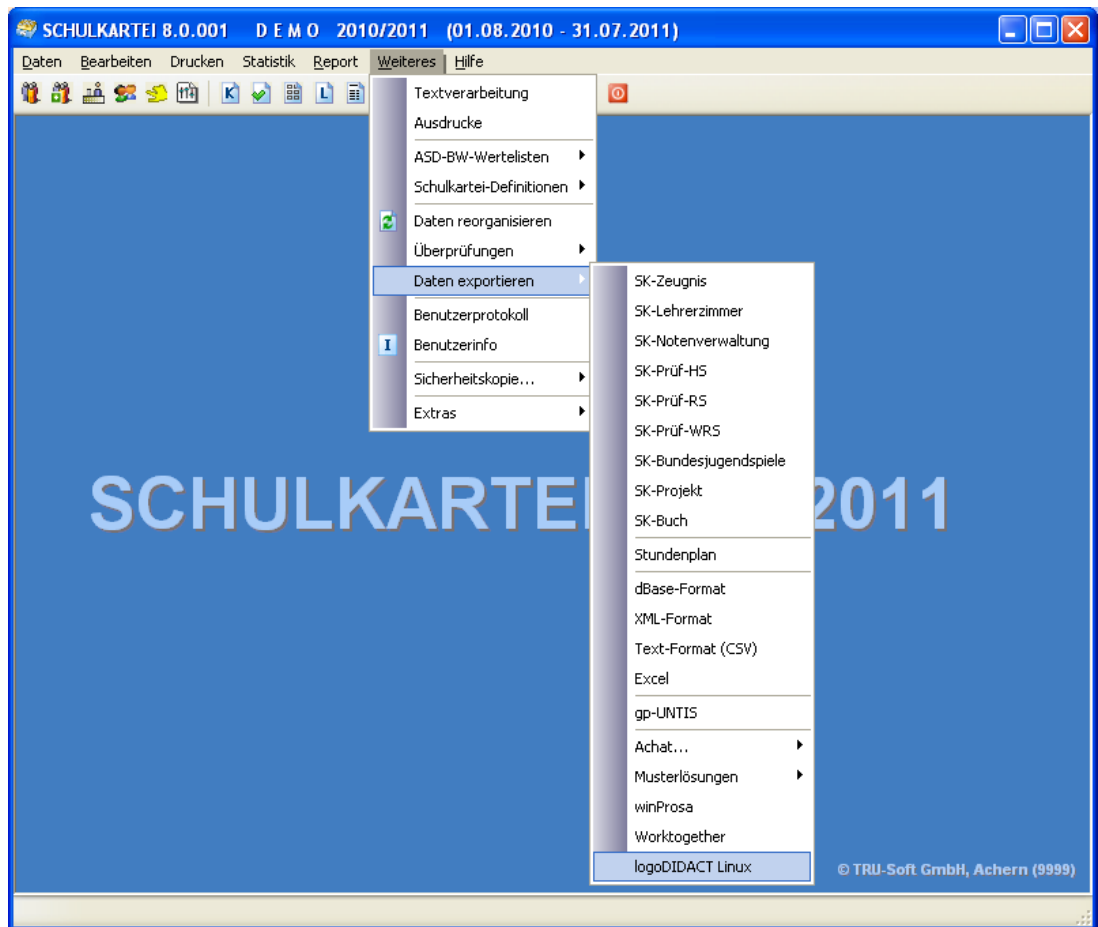 SCHULKARTEI 8.0.001 D E M O 2010/2011 (01.08.2010 - 31.07.2011)
Daten Bearbeiten Drucken Statistik Report Weiteres Hilfe
K L
Textverarbeitung
Ausdrucke
ASD-BW-Wertelisten
Schulkartei-Definitionen
Daten reorganisieren
Überprüfungen
Daten exportieren
Benutzerprotokoll
I Benutzerinfo
Sicherheitskopie...
Extras
SK-Zeugnis
SK-Lehrerzimmer
SK-Notenverwaltung
SK-Prüf-HS
SK-Prüf-RS
SK-Prüf-WRS
SK-Bundesjugendspiele
SK-Projekt
SK-Buch
Stundenplan
dBase-Format
XML-Format
Text-Format (CSV)
Excel
gp-UNTIS
Achat...
Musterlösungen
winProsa
Worktogether
logoDIDACT Linux
SCHULKARTEI 2011
© TRU-Soft GmbH, Achern (9999)